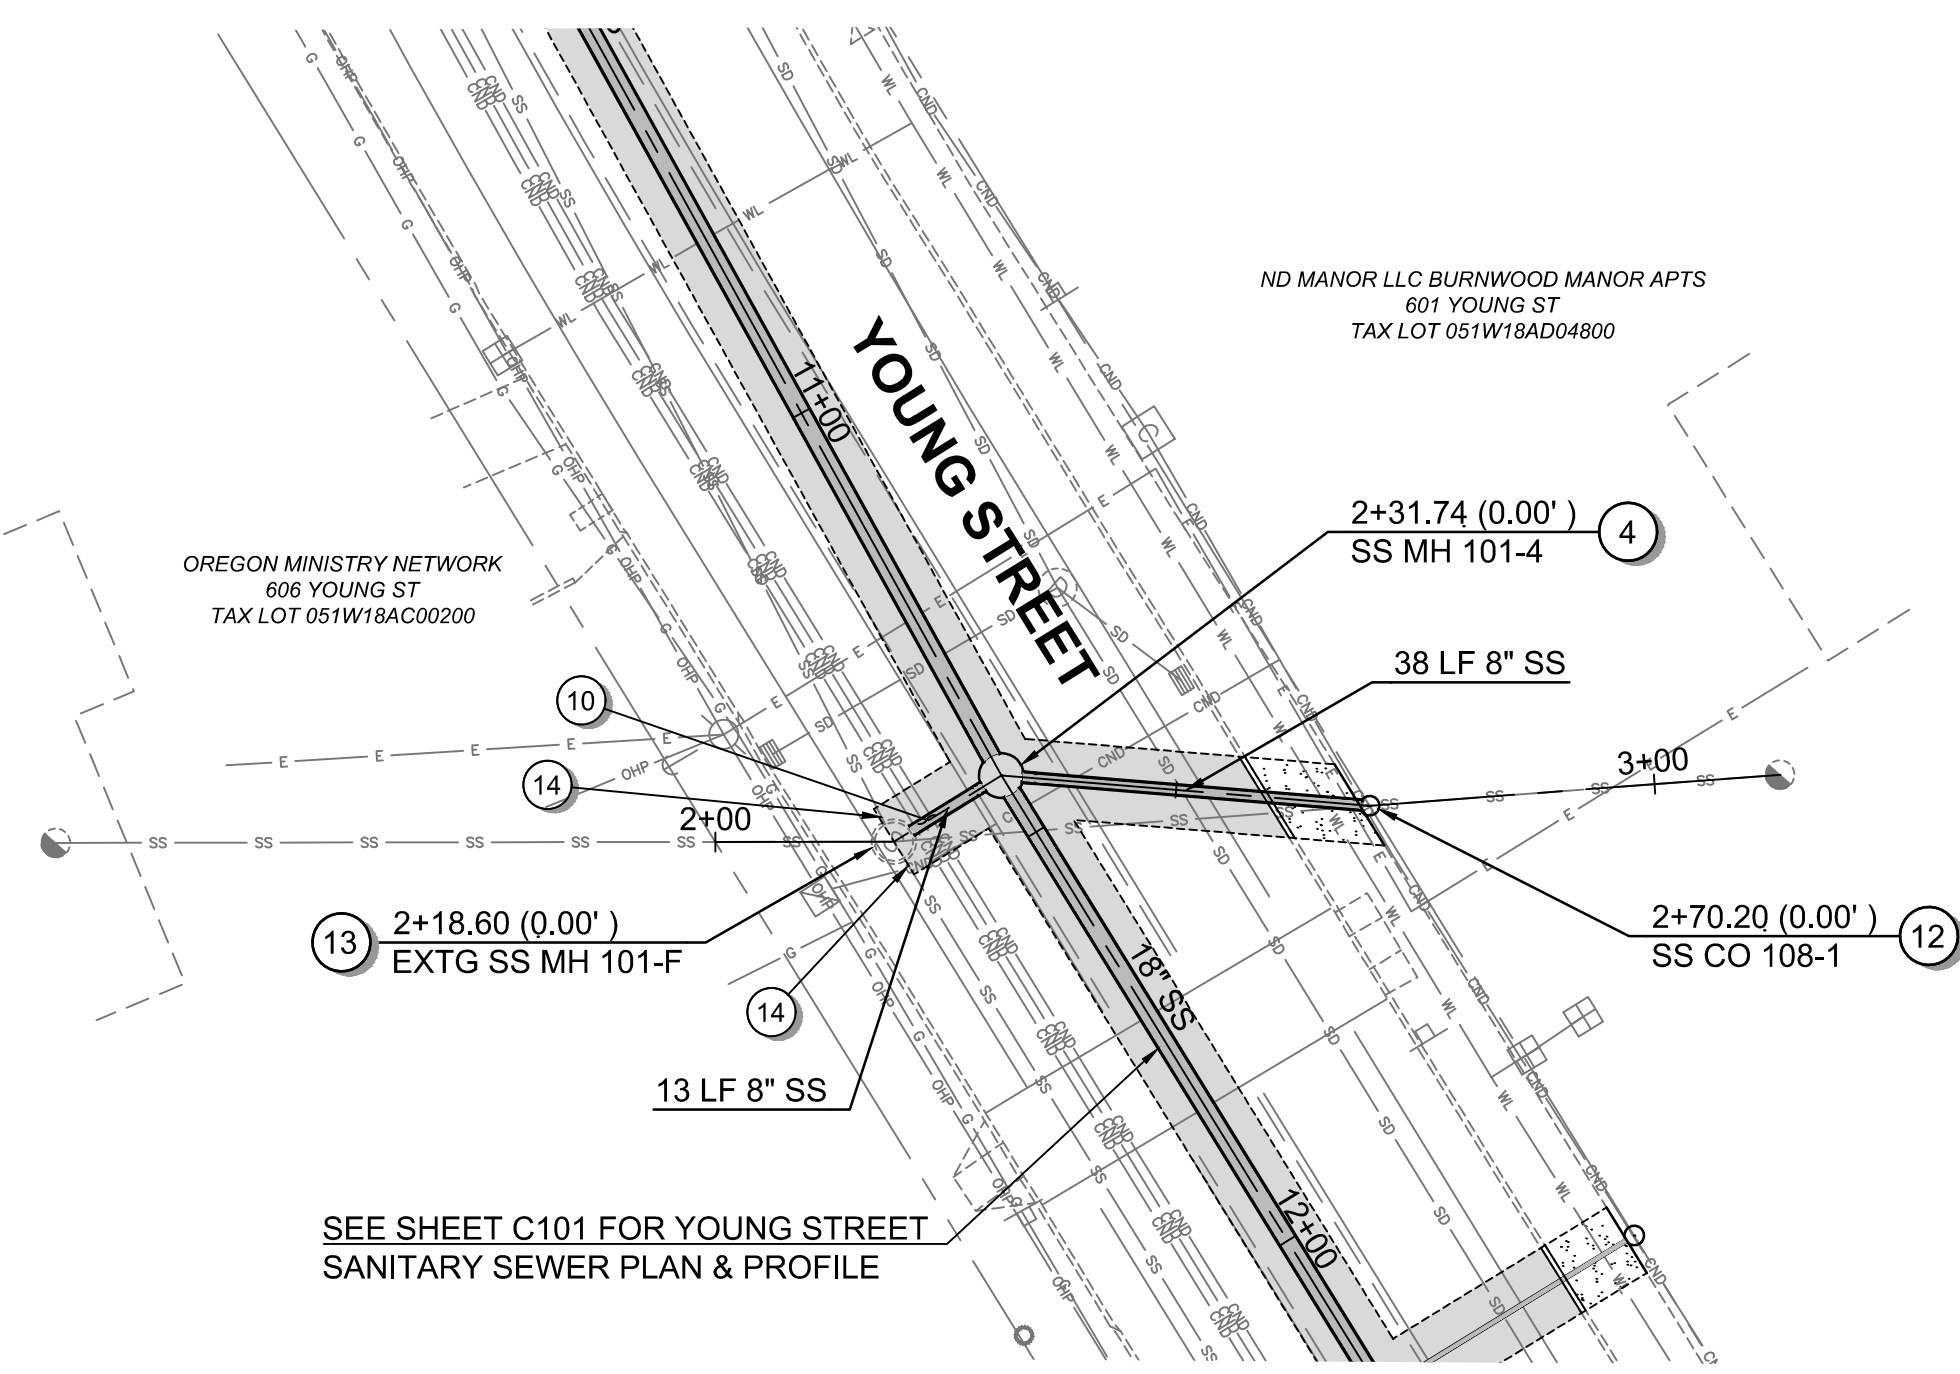 ND MANOR LLC BURNWOOD MANOR APTS
601 YOUNG ST
TAX LOT 051W18AD04800
11+00
YOUNG STREET
2+31.74 (0.00' )
SS MH 101-4
4
OREGON MINISTRY NETWORK
606 YOUNG ST
TAX LOT 051W18AC00200
38 LF 8" SS
10
14
2+00
3+00
13
2+18.60 (0.00' )
EXTG SS MH 101-F
2+70.20 (0.00' )
SS CO 108-1
12
14
18" SS
13 LF 8" SS
SEE SHEET C101 FOR YOUNG STREET
SANITARY SEWER PLAN & PROFILE
12+00